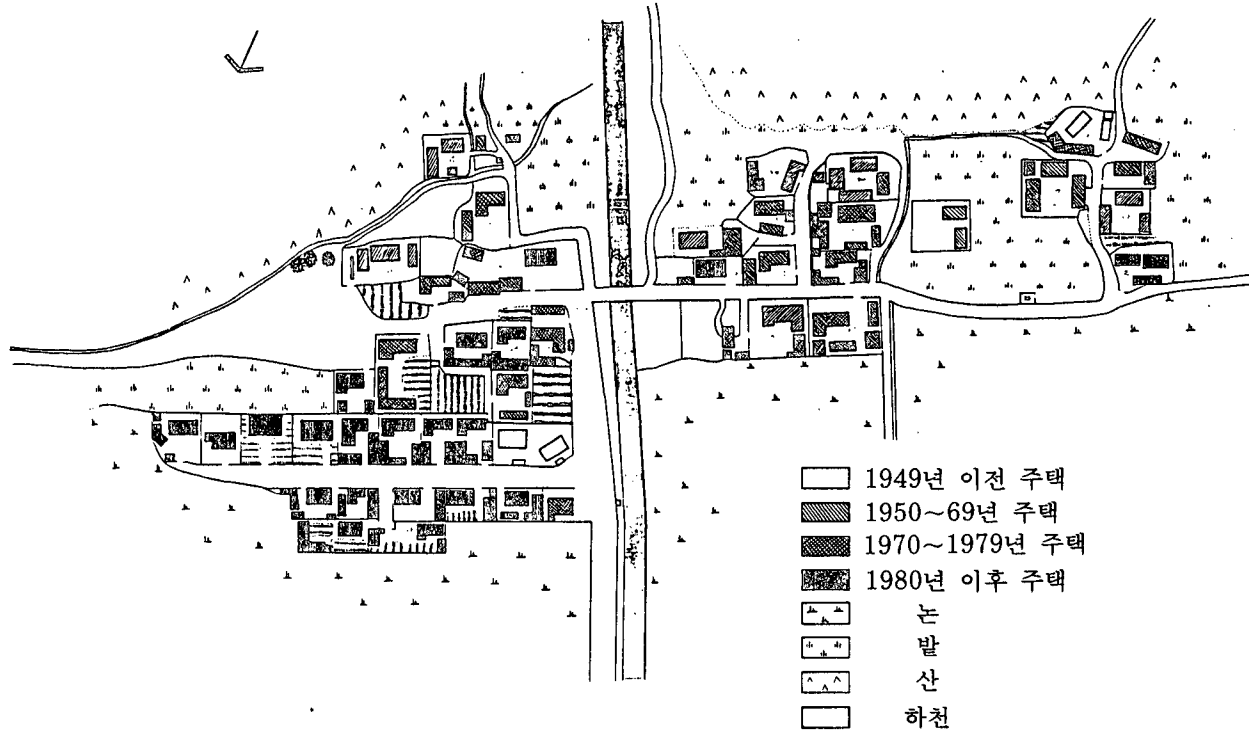 1949년 이전 주택
1950~69년 주택
1970~1979년 주택
1980년 이후 주택
논
밭
산
하천